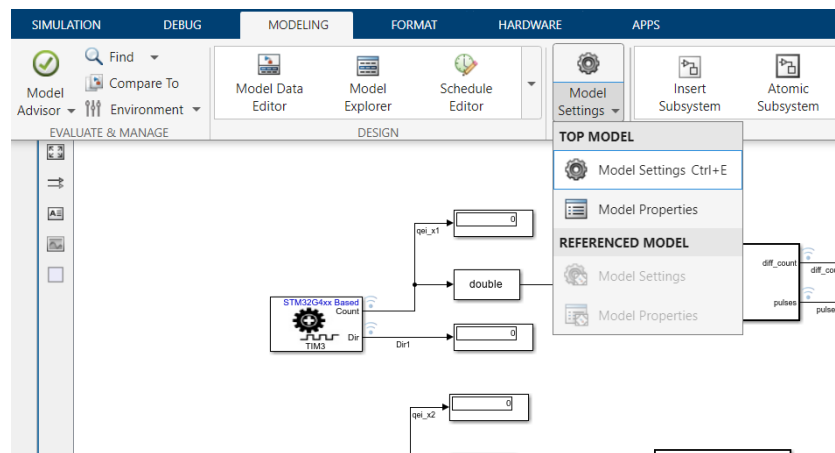 SIMULATION DEBUG MODELING FORMAT HARDWARE APPS
Find
Compare To
Environment
Model
Advisor
Model Data
Editor
Model
Explorer
Schedule
Editor
Model
Settings
Insert
Subsystem
Atomic
Subsystem
EVALUATE & MANAGE
DESIGN
TOP MODEL
Model Settings Ctrl+E
Model Properties
REFERENCED MODEL
Model Settings
Model Properties
0
qei_x1
double
STM32G4xx Based
Count
Dir
TIM3
Dir1
0
diff_count
diff_co
pulses
pulse
0
qei_x2